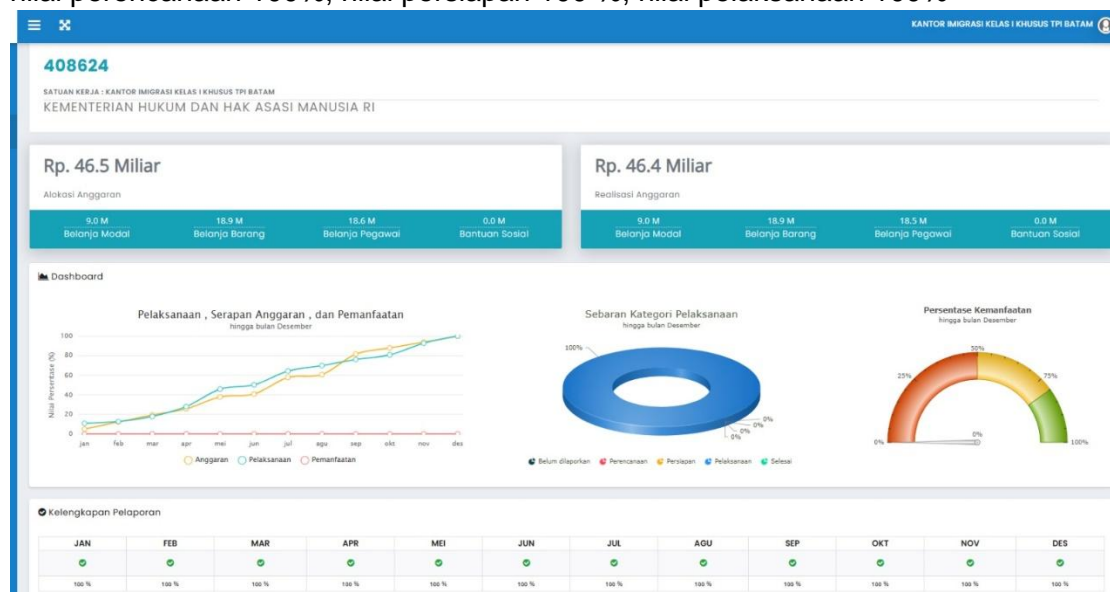 nilai perencanaan 100%, nilai persiapan 100 %, nilai pelaksanaan 100%
KANTOR IMIGRASI KELAS I KHUSUS TPI BATAM
408624
SATUAN KERJA : KANTOR IMIGRASI KELAS I KHUSUS TPI BATAM
KEMENTERIAN HUKUM DAN HAK ASASI MANUSIA RI
Rp. 46.5 Miliar
Alokasi Anggaran
9.0 M 18.9 M 18.6 M 0.0 M
Belanja Modal Belanja Barang Belanja Pegawai Bantuan Sosial
Rp. 46.4 Miliar
Realisasi Anggaran
9.0 M 18.9 M 18.5 M 0.0 M
Belanja Modal Belanja Barang Belanja Pegawai Bantuan Sosial
Dashboard
Pelaksanaan , Serapan Anggaran , dan Pemanfaatan
hingga bulan Desember
Nilai Persentase (%)
100
80
60
40
20
0
jan feb mar apr mei jun jul agu sep okt nov des
Anggaran Pelaksanaan Pemanfaatan
Sebaran Kategori Pelaksanaan
hingga bulan Desember
100%
0%
0%
0%
0%
Belum dilaporkan Perencanaan Persiapan Pelaksanaan Selesai
Persentase Kemanfaatan
hingga bulan Desember
50%
25% 75%
0% 0% 100%
Kelengkapan Pelaporan
JAN FEB MAR APR MEI JUN JUL AGU SEP OKT NOV DES
100 % 100 % 100 % 100 % 100 % 100 % 100 % 100 % 100 % 100 % 100 % 100 %